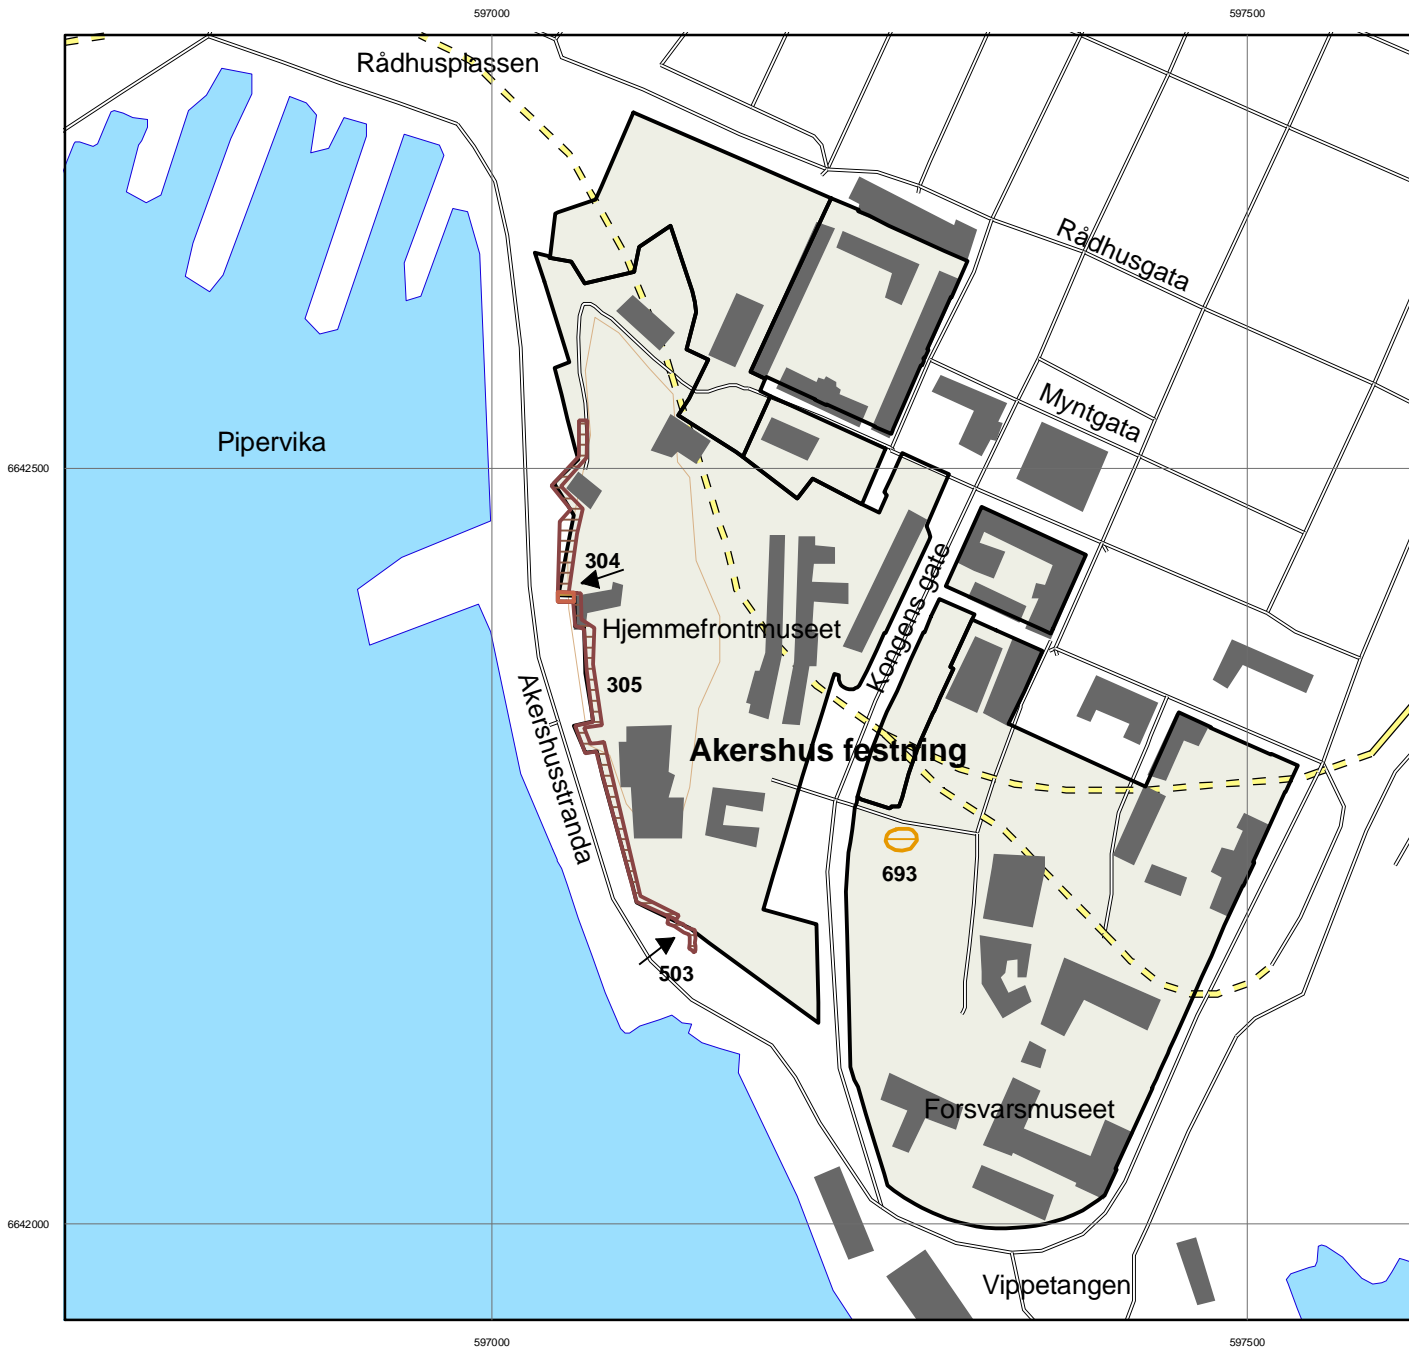 597000
597500
Rådhusplassen
Rådhusgata
Myntgata
Pipervika
6642500
Kongens gate
304
Hjemmefrontmuseet
305
Akershusstranda
Akershus festning
693
503
Forsvarsmuseet
6642000
Vippetangen
597000
597500